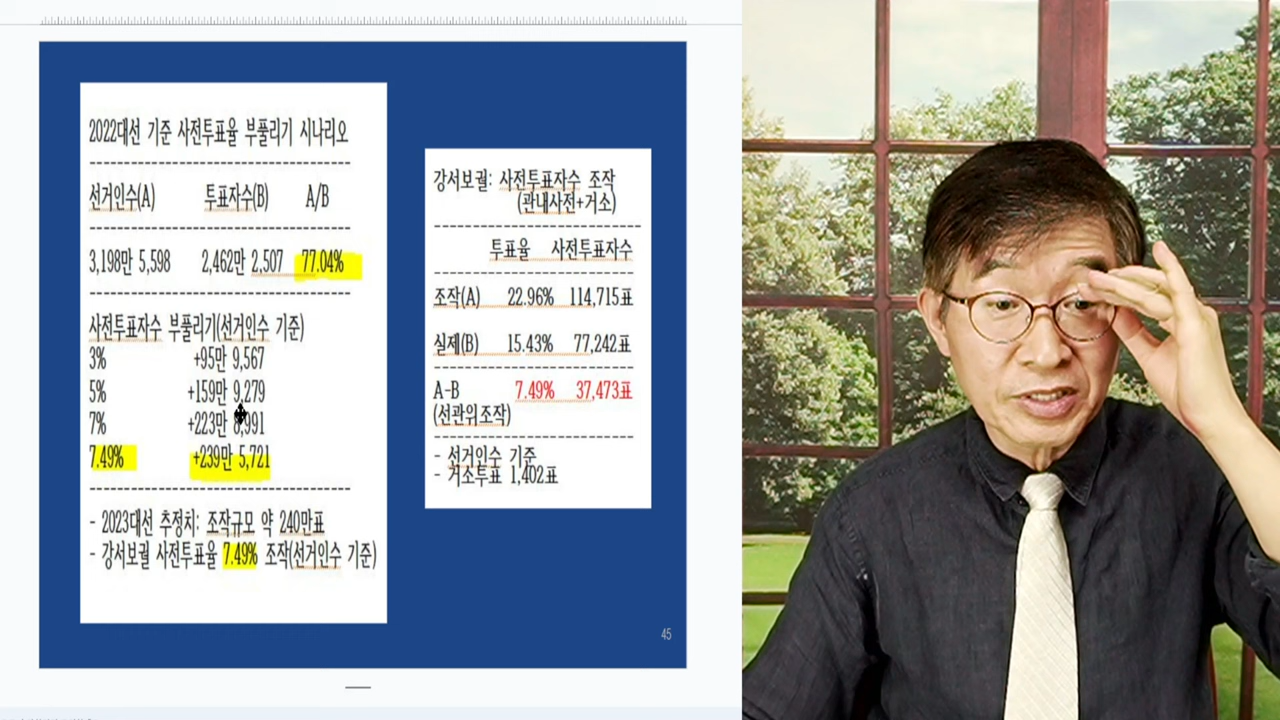 2022대선 기준 사전투표율 부풀리기 시나리오
선거인수(A) 투표자수(B) A/B
3,198만 5,598 2,462만 2,507 77.04%
사전투표자수 부풀리기(선거인수 기준)
3% +95만 9,567
5% +159만 9,279
7% +223만 8,991
7.49% +239만 5,721
- 2023대선 추정치: 조작규모 약 240만표
- 강서보궐 사전투표율 7.49% 조작(선거인수 기준)
강서보궐: 사전투표자수 조작
(관내사전+거소)
투표율 사전투표자수
조작(A) 22.96% 114,715표
실제(B) 15.43% 77,242표
A-B 7.49% 37,473표
(선관위조작)
- 선거인수 기준
- 거소투표 1,402표
45